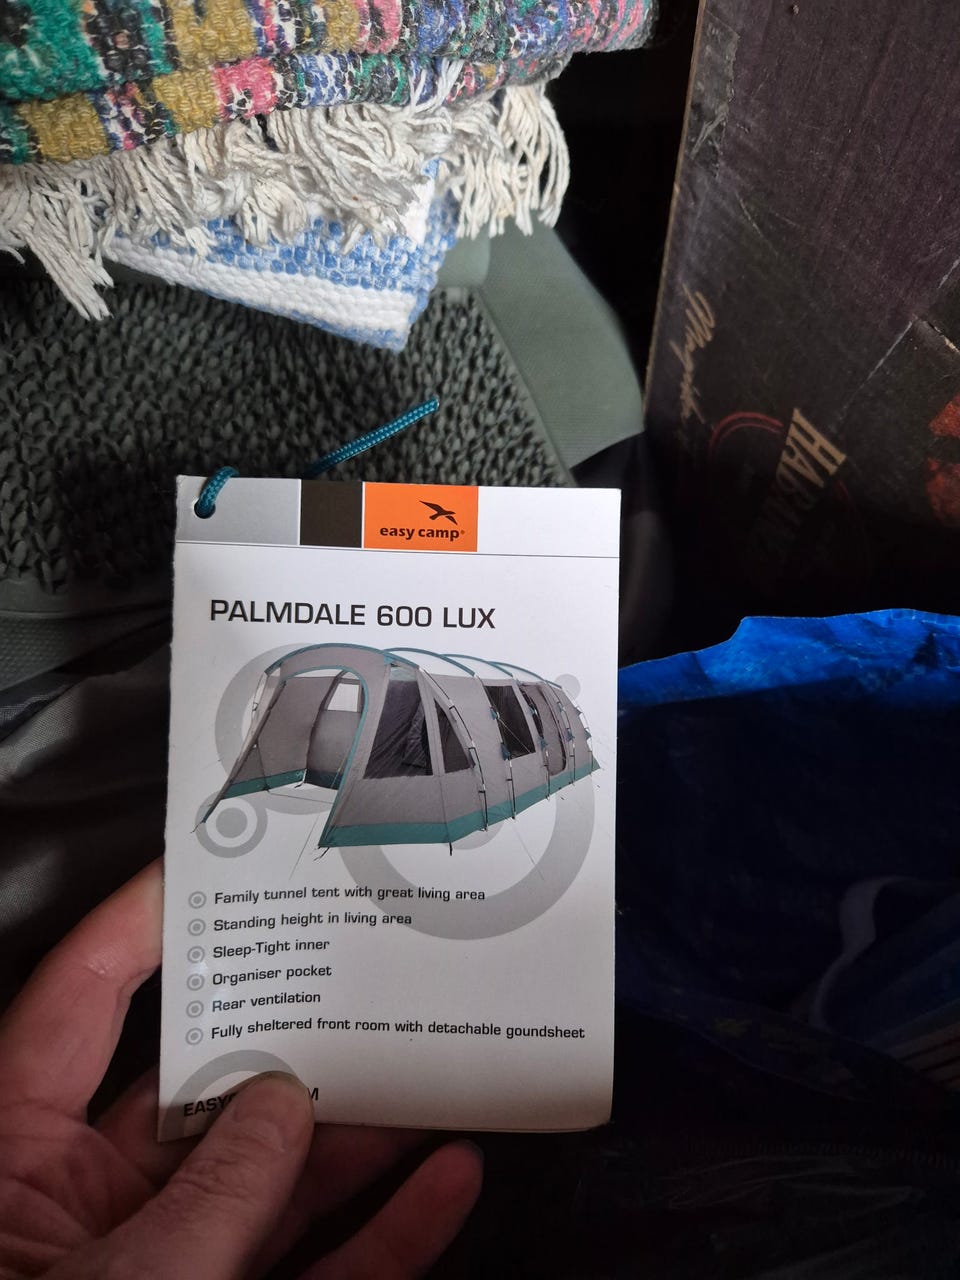 easy camp®
PALMDALE 600 LUX
Family tunnel tent with great living area
Standing height in living area
Sleep-Tight inner
Organiser pocket
Rear ventilation
Fully sheltered front room with detachable goundsheet